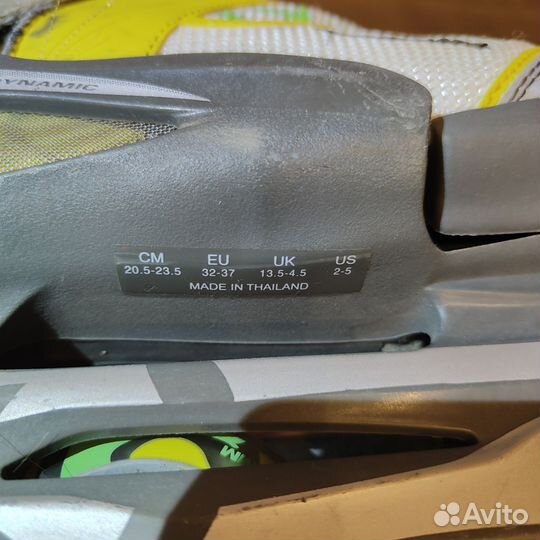 YNAMIC
CM EU UK US
20.5-23.5 32-37 13.5-4.5 2-5
MADE IN THAILAND
Avito